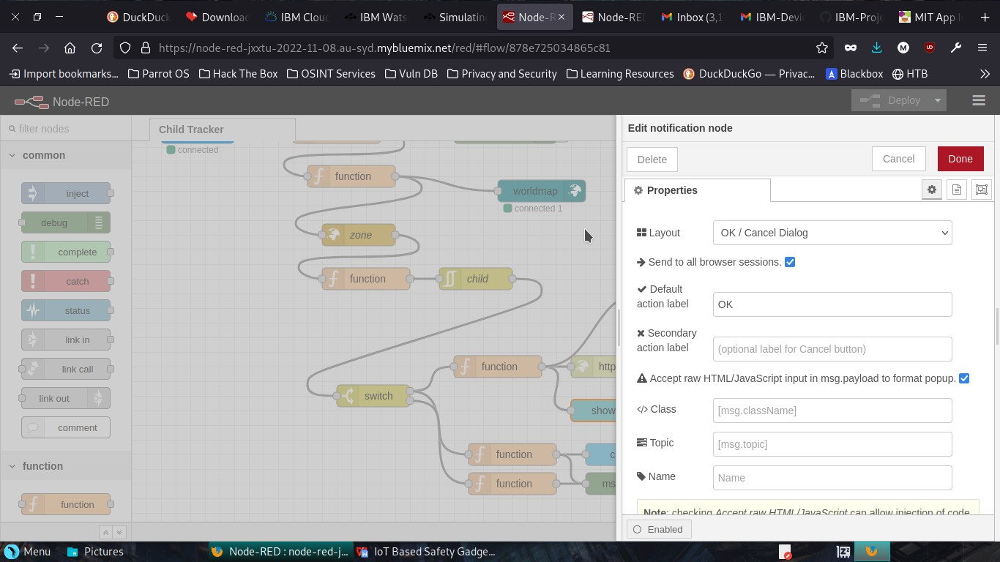 DuckDuck
Downloa
IBM Clou
IBM Wats
Simulatin
Node-R
Node-RE
Inbox (3,1
IBM-Devi
IBM-Proj
MIT App I
https://node-red-jxxtu-2022-11-08.au-syd.mybluemix.net/red/#flow/878e725034865c81
Import bookmarks...
Parrot OS
Hack The Box
OSINT Services
Vuln DB
Privacy and Security
Learning Resources
DuckDuckGo — Privac...
Blackbox
HTB
Node-RED
Deploy
filter nodes
common
inject
debug
complete
catch
status
link in
link call
link out
comment
function
function
Child Tracker
connected
function
worldmap
connected 1
zone
function
child
function
http
switch
show
function
c
function
ms
Edit notification node
Delete
Cancel
Done
Properties
Layout
OK / Cancel Dialog
Send to all browser sessions.
Default
action label
OK
Secondary
action label
(optional label for Cancel button)
Accept raw HTML/JavaScript input in msg.payload to format popup.
Class
[msg.className]
Topic
[msg.topic]
Name
Name
Note: checking Accept raw HTML/JavaScript can allow injection of code
Enabled
Menu
Pictures
Node-RED : node-red-j...
IoT Based Safety Gadge...